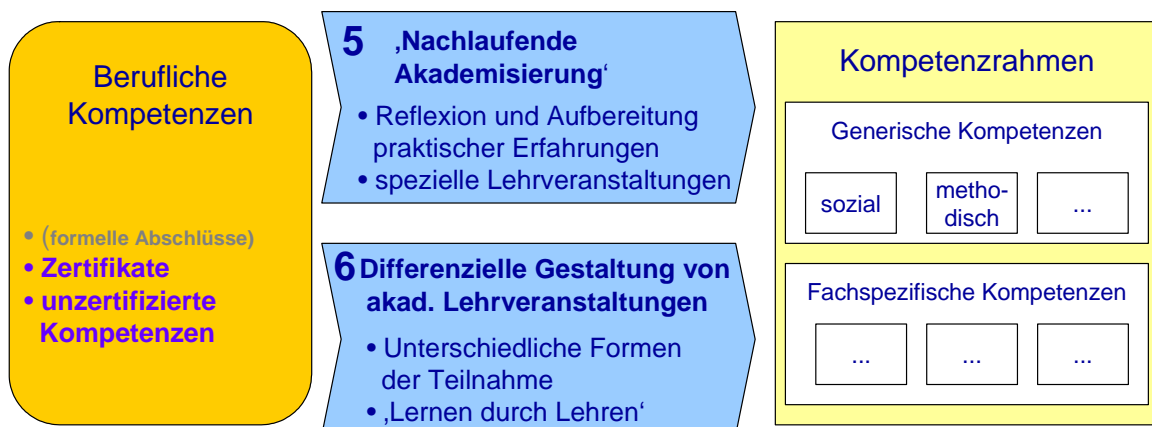 Berufliche
Kompetenzen
• (formelle Abschlüsse)
• Zertifikate
• unzertifizierte
Kompetenzen
5 ‚Nachlaufende
Akademisierung‘
• Reflexion und Aufbereitung
praktischer Erfahrungen
• spezielle Lehrveranstaltungen
6 Differenzielle Gestaltung von
akad. Lehrveranstaltungen
• Unterschiedliche Formen
der Teilnahme
• ‚Lernen durch Lehren‘
Kompetenzrahmen
Generische Kompetenzen
sozial
metho-
disch
...
Fachspezifische Kompetenzen
...
...
...